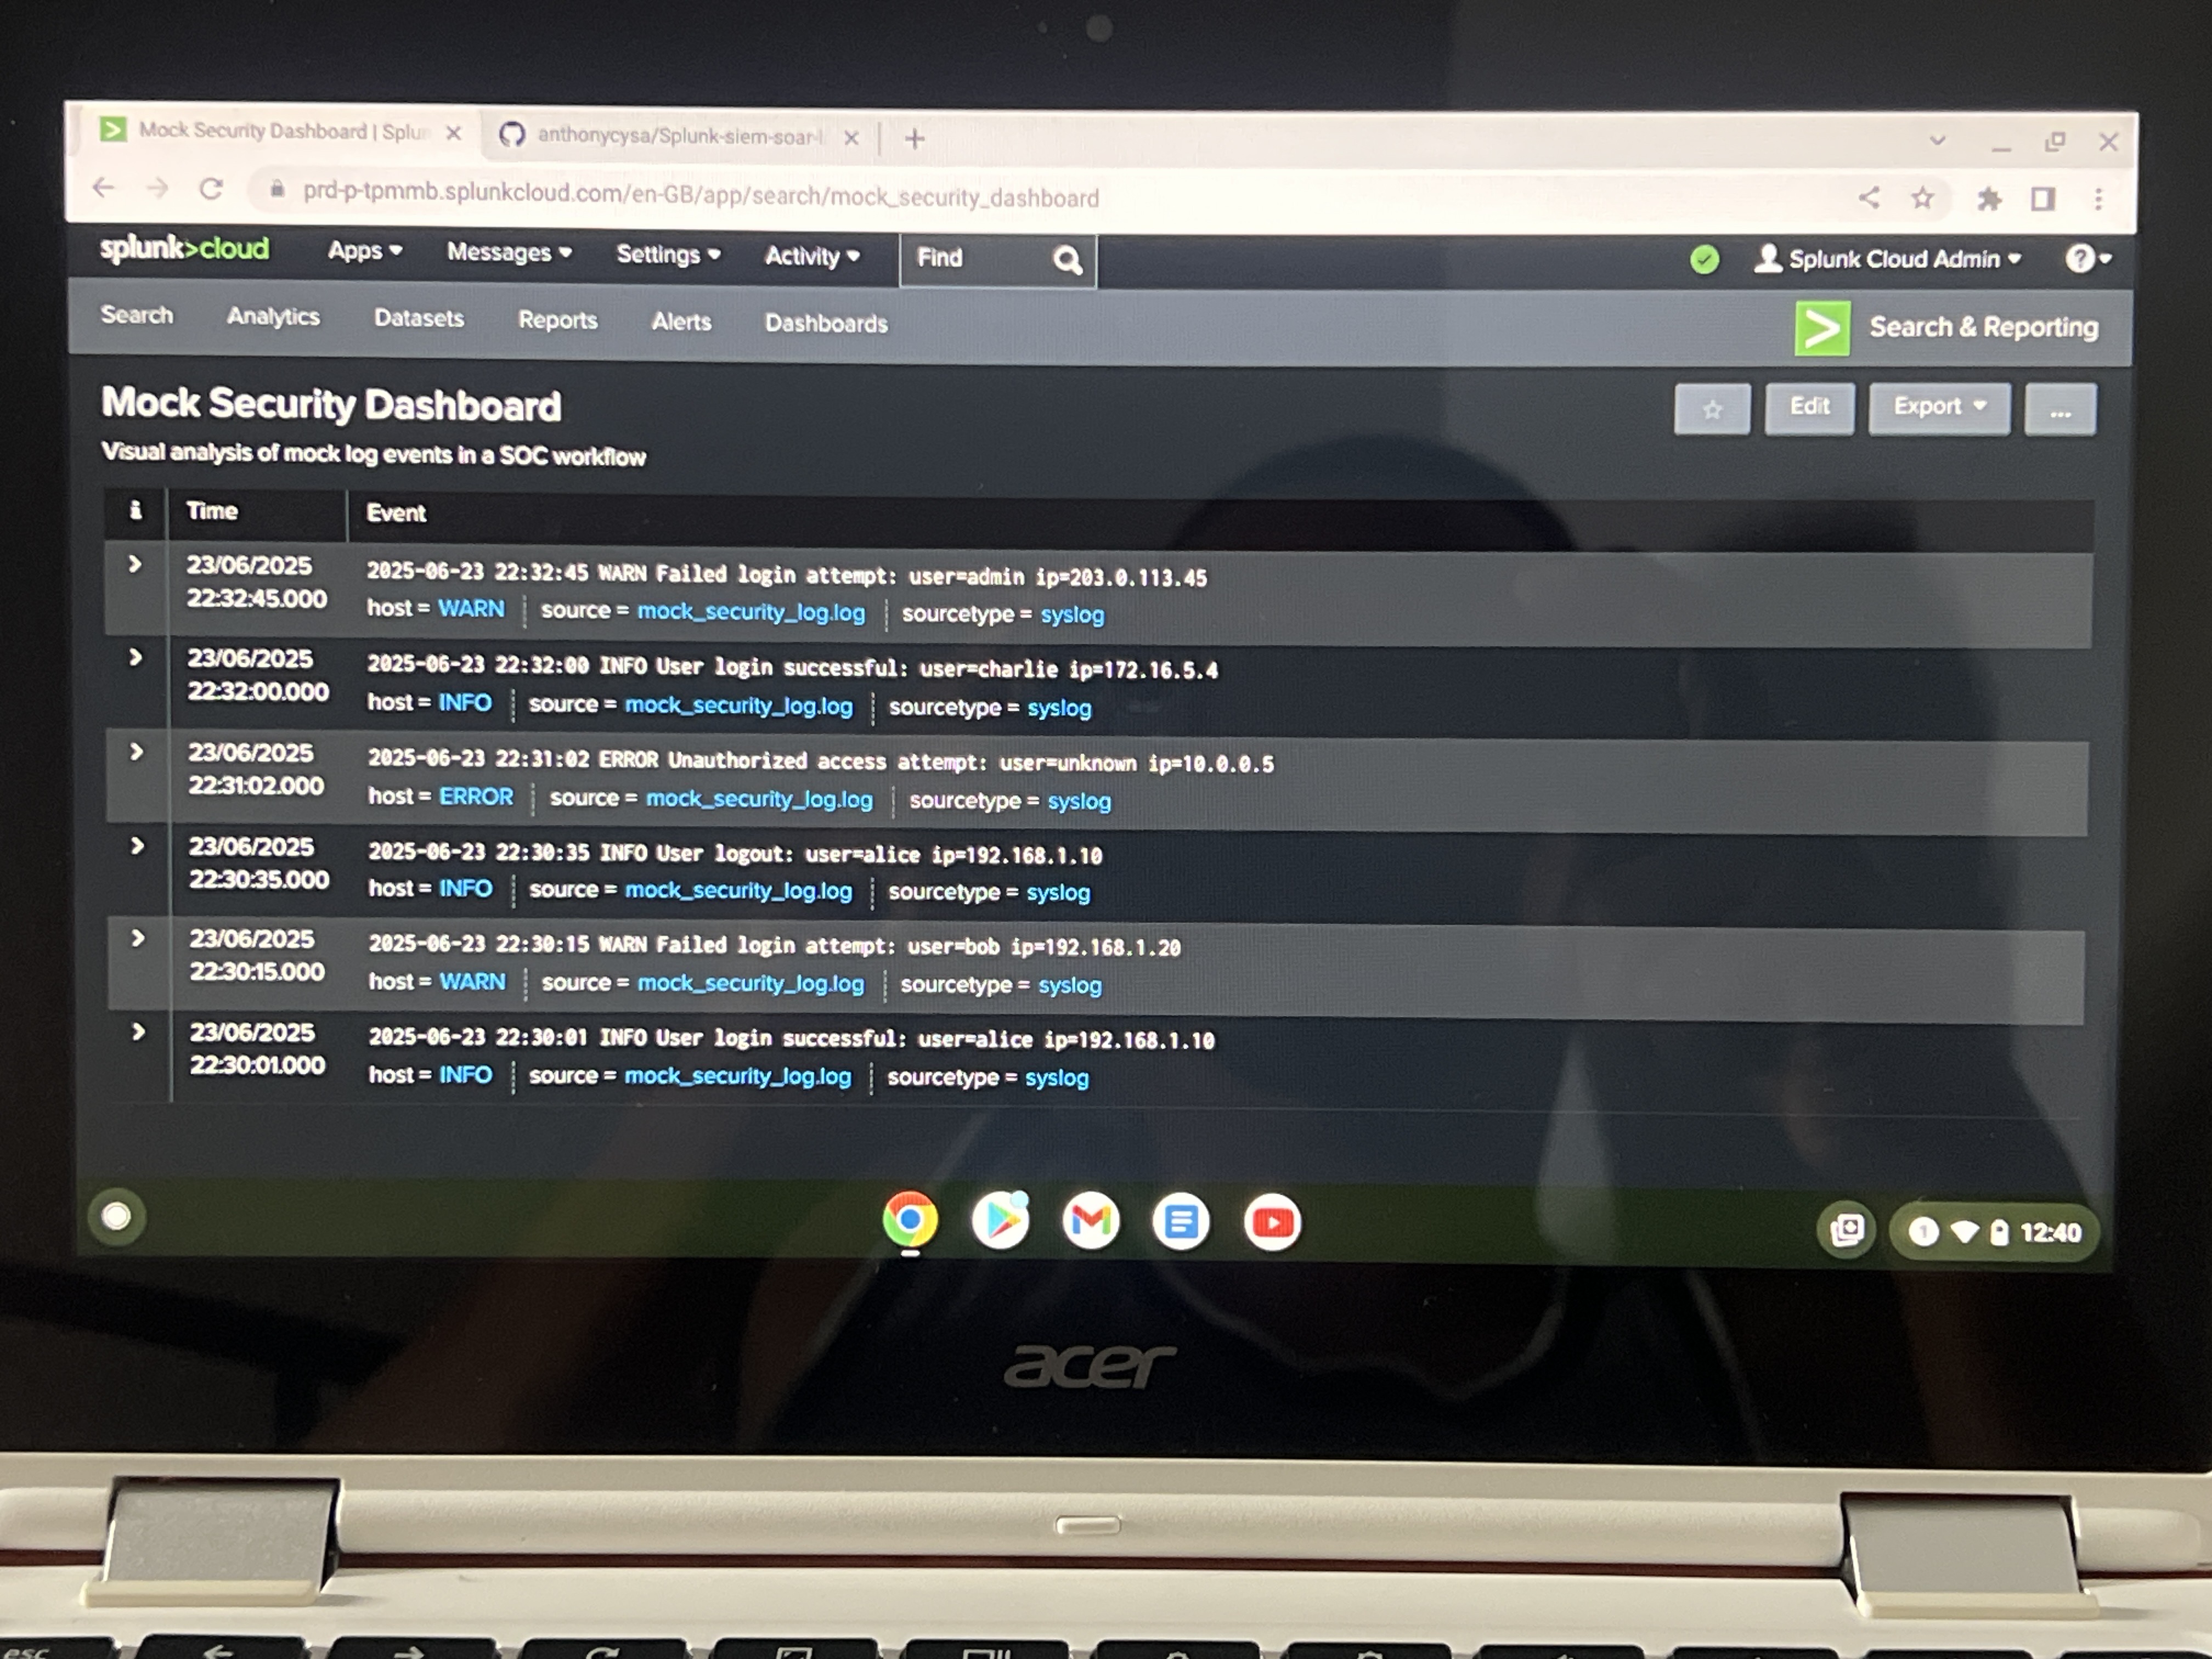 Mock Security Dashboard | Splu
anthonycysa/Splunk-siem-soar-
prd-p-tpmmb.splunkcloud.com/en-GB/app/search/mock_security_dashboard
splunk>cloud Apps Messages Settings Activity Find Splunk Cloud Admin ?
Search Analytics Datasets Reports Alerts Dashboards > Search & Reporting
Mock Security Dashboard Edit Export ...
Visual analysis of mock log events in a SOC workflow
i Time Event
> 23/06/2025 2025-06-23 22:32:45 WARN Failed login attempt: user=admin ip=203.0.113.45
22:32:45.000 host = WARN source = mock_security_log.log sourcetype = syslog
> 23/06/2025 2025-06-23 22:32:00 INFO User login successful: user=charlie ip=172.16.5.4
22:32:00.000 host = INFO source = mock_security_log.log sourcetype = syslog
> 23/06/2025 2025-06-23 22:31:02 ERROR Unauthorized access attempt: user=unknown ip=10.0.0.5
22:31:02.000 host = ERROR source = mock_security_log.log sourcetype = syslog
> 23/06/2025 2025-06-23 22:30:35 INFO User logout: user=alice ip=192.168.1.10
22:30:35.000 host = INFO source = mock_security_log.log sourcetype = syslog
> 23/06/2025 2025-06-23 22:30:15 WARN Failed login attempt: user=bob ip=192.168.1.20
22:30:15.000 host = WARN source = mock_security_log.log sourcetype = syslog
> 23/06/2025 2025-06-23 22:30:01 INFO User login successful: user=alice ip=192.168.1.10
22:30:01.000 host = INFO source = mock_security_log.log sourcetype = syslog
1 12:40
acer
esc